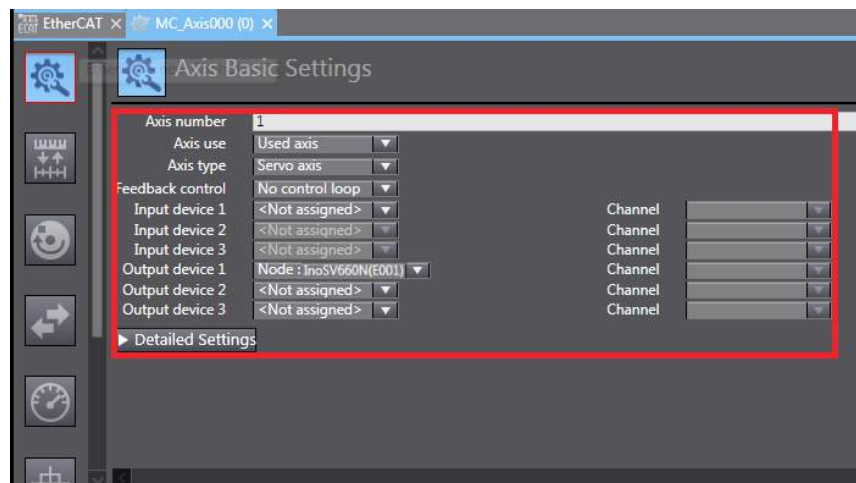 EtherCAT × MC_Axis000 (0) ×
Axis Basic Settings
Axis number 1
Axis use Used axis
Axis type Servo axis
Feedback control No control loop
Input device 1 <Not assigned> Channel
Input device 2 <Not assigned> Channel
Input device 3 <Not assigned> Channel
Output device 1 Node : InoSV660N(E001) Channel
Output device 2 <Not assigned> Channel
Output device 3 <Not assigned> Channel
Detailed Settings